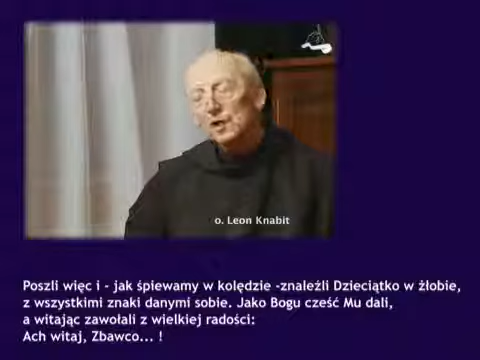 o. Leon Knabit
Poszli więc i - jak śpiewamy w kolędzie -znaleźli Dzieciątko w żłobie,
z wszystkimi znaki danymi sobie. Jako Bogu cześć Mu dali,
a witając zawołali z wielkiej radości:
Ach witaj, Zbawco... !